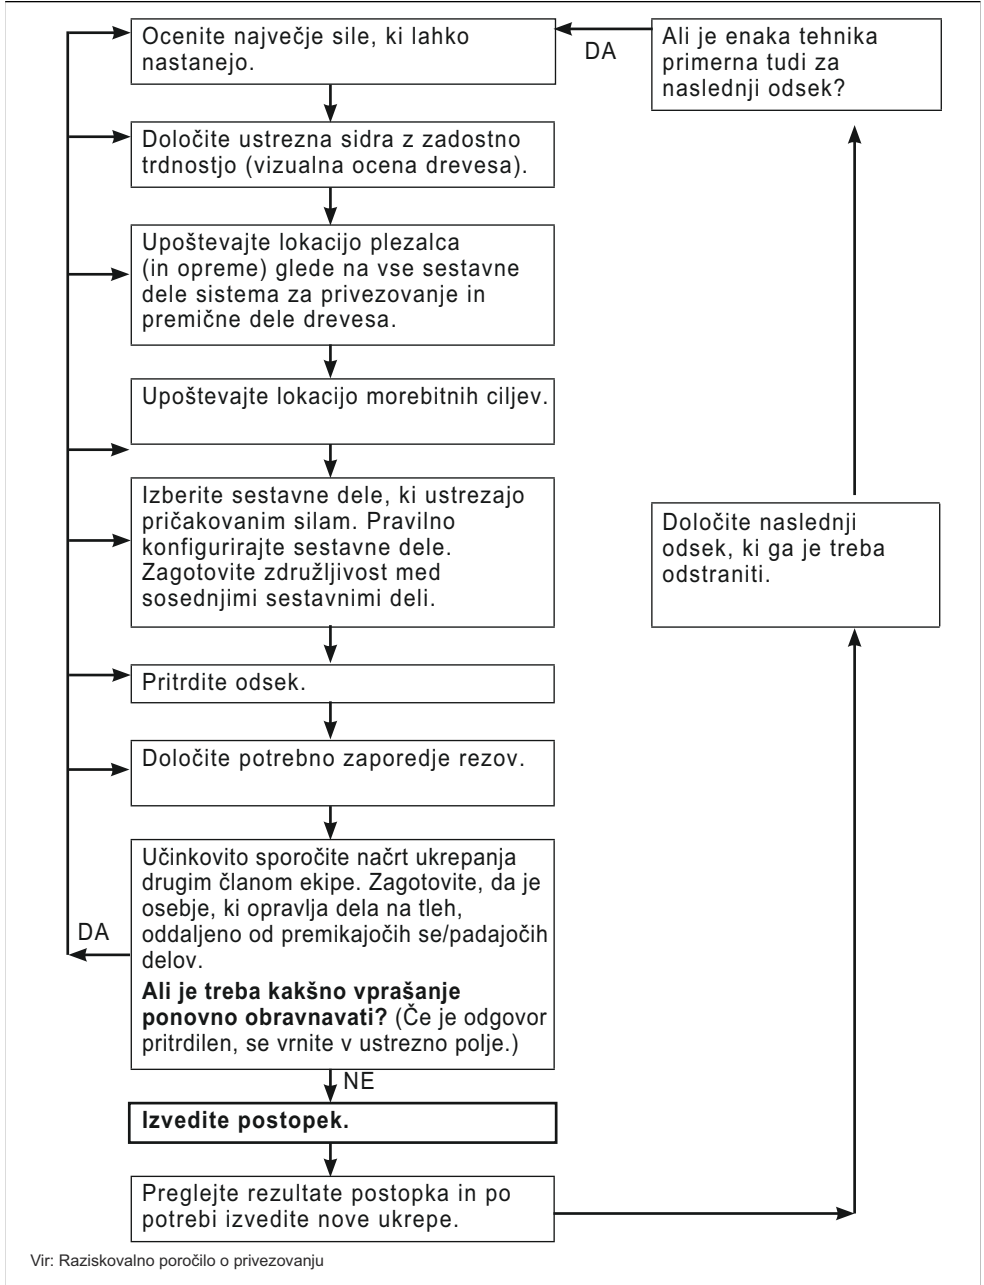 Ocenite največje sile, ki lahko
nastanejo.
DA
Ali je enaka tehnika
primerna tudi za
naslednji odsek?
Določite ustrezna sidra z zadostno
trdnostjo (vizualna ocena drevesa).
Upoštevajte lokacijo plezalca
(in opreme) glede na vse sestavne
dele sistema za privezovanje in
premične dele drevesa.
Upoštevajte lokacijo morebitnih ciljev.
Izberite sestavne dele, ki ustrezajo
pričakovanim silam. Pravilno
konfigurirajte sestavne dele.
Zagotovite združljivost med
sosednjimi sestavnimi deli.
Določite naslednji
odsek, ki ga je treba
odstraniti.
Pritrdite odsek.
Določite potrebno zaporedje rezov.
Učinkovito sporočite načrt ukrepanja
drugim članom ekipe. Zagotovite, da je
osebje, ki opravlja dela na tleh,
oddaljeno od premikajočih se/padajočih
delov.
Ali je treba kakšno vprašanje
ponovno obravnavati? (Če je odgovor
pritrdilen, se vrnite v ustrezno polje.)
DA
NE
Izvedite postopek.
Preglejte rezultate postopka in po
potrebi izvedite nove ukrepe.
Vir: Raziskovalno poročilo o privezovanju